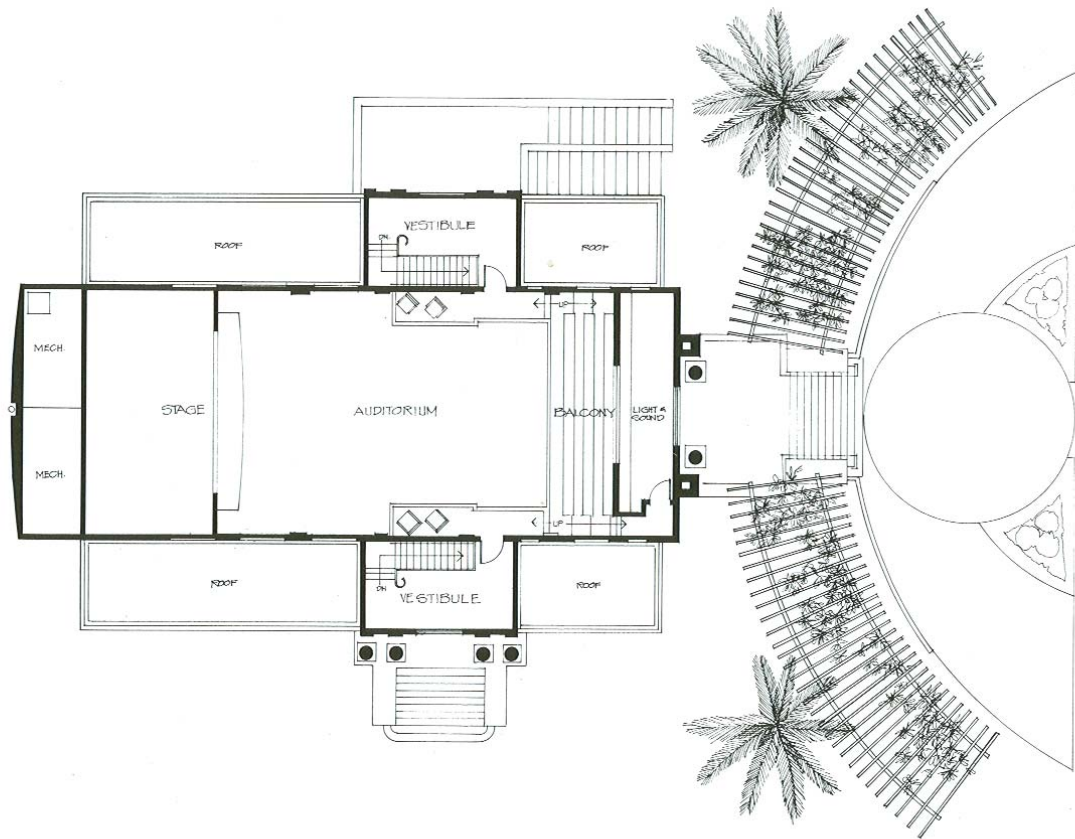 VESTIBULE
DN.
ROOF
ROOF
UP
MECH.
STAGE
AUDITORIUM
BALCONY
LIGHT &
SOUND
MECH.
UP
ROOF
DN
VESTIBULE
ROOF